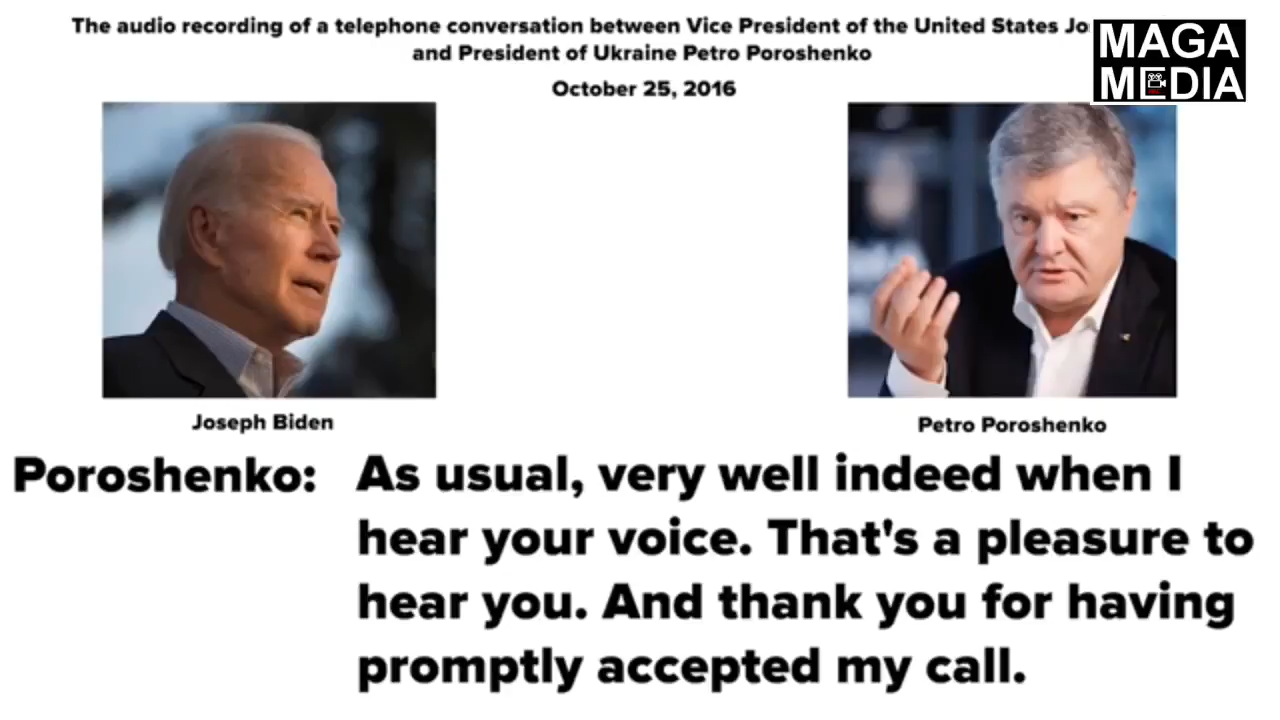 The audio recording of a telephone conversation between Vice President of the United States Jo
and President of Ukraine Petro Poroshenko
October 25, 2016
MAGA
MEDIA
Joseph Biden
Petro Poroshenko
Poroshenko: As usual, very well indeed when I
hear your voice. That's a pleasure to
hear you. And thank you for having
promptly accepted my call.